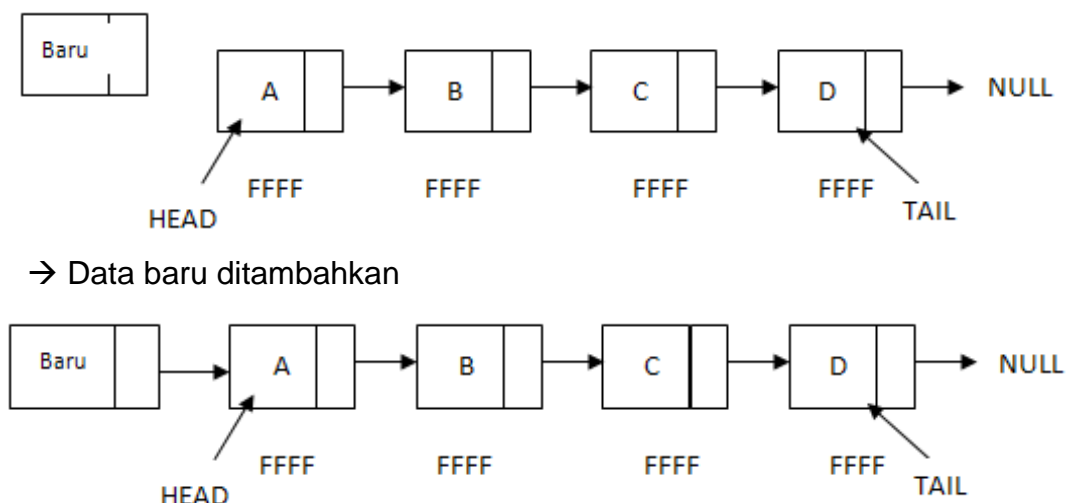 Baru
A B C D NULL
FFFF FFFF FFFF FFFF
HEAD TAIL
→ Data baru ditambahkan
Baru A B C D NULL
FFFF FFFF FFFF FFFF
HEAD TAIL